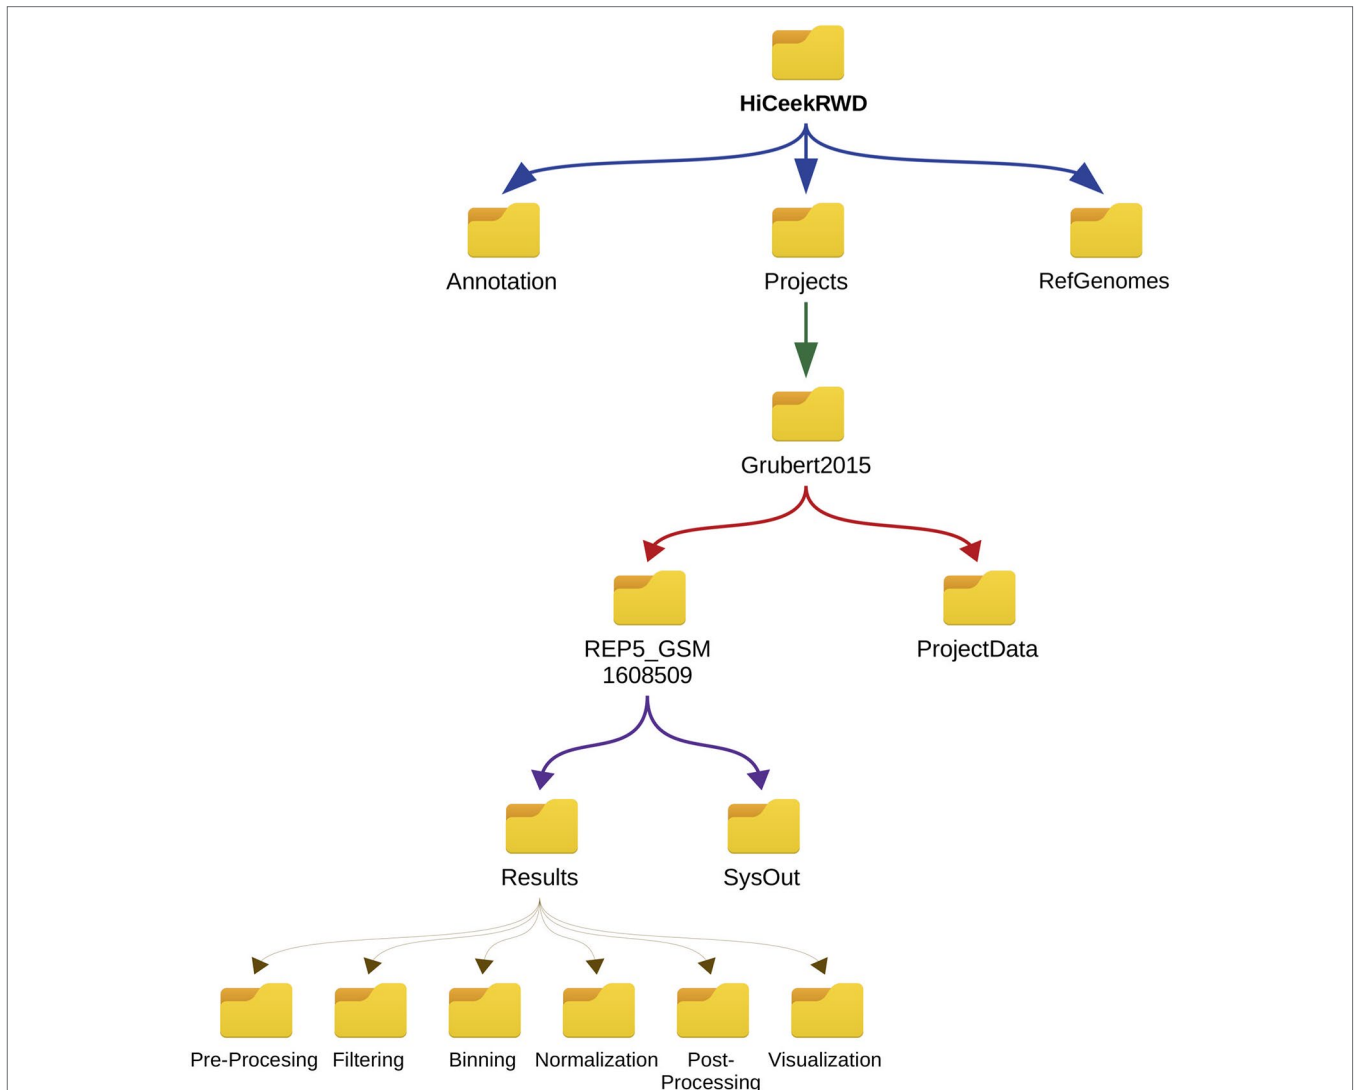 HiCeekRWD
Annotation
Projects
RefGenomes
Grubert2015
REP5_GSM
1608509
ProjectData
Results
SysOut
Pre-Procesing
Filtering
Binning
Normalization
Post-
Processing
Visualization